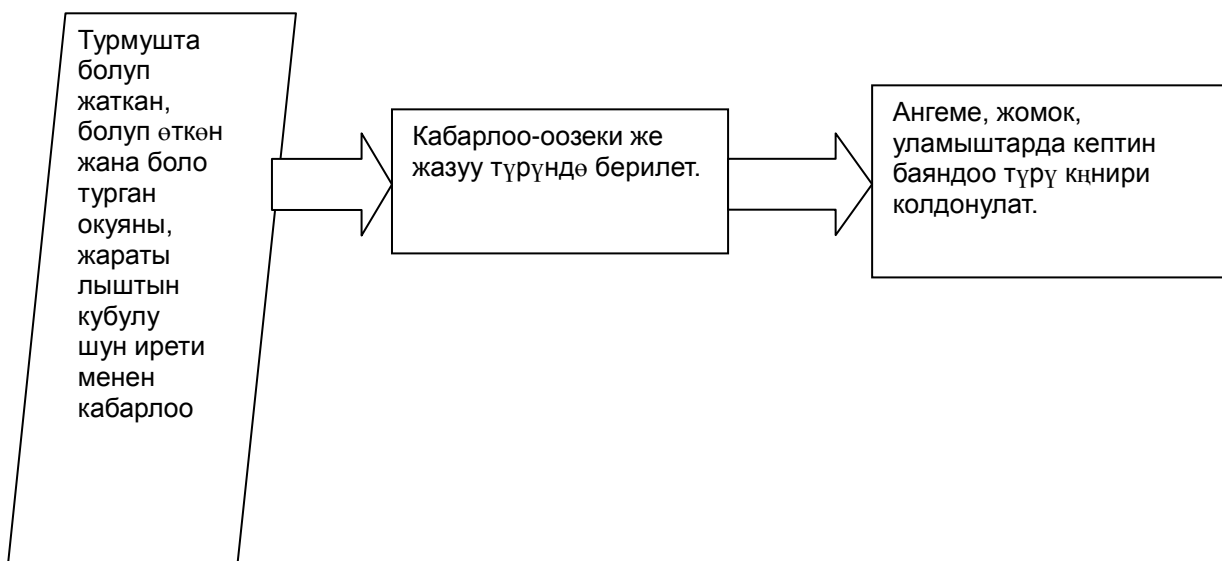 Турмушта
болуп
жаткан,
болуп өткөн
жана боло
турган
окуяны,
жараты
лыштын
кубулу
шун ирети
менен
кабарлоо
Кабарлоо-оозеки же
жазуу түрүндө берилет.
Ангеме, жомок,
уламыштарда кептин
баяндоо түрү кңнири
колдонулат.